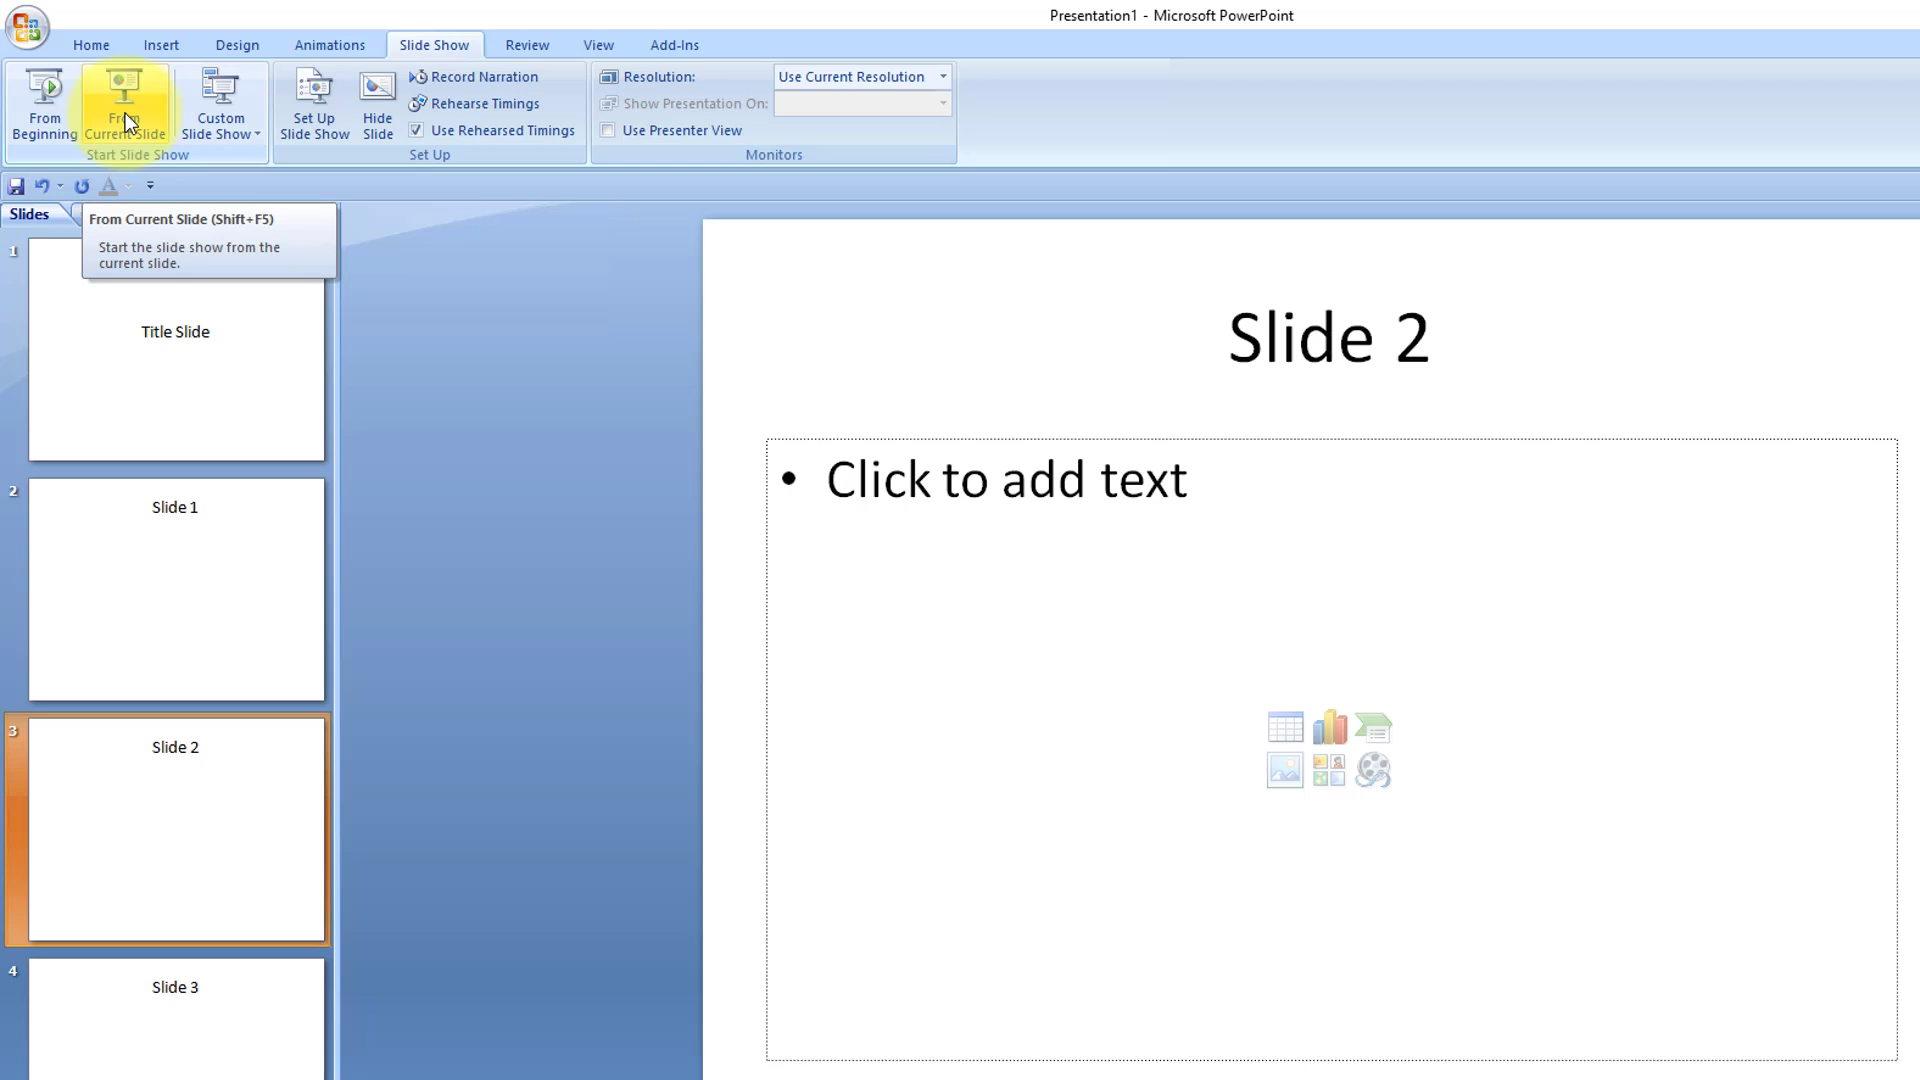 Presentation1 - Microsoft PowerPoint
Home Insert Design Animations Slide Show Review View Add-Ins
From Beginning
From Current Slide
Custom Slide Show
Start Slide Show
Set Up Slide Show
Hide Slide
Record Narration
Rehearse Timings
Use Rehearsed Timings
Set Up
Resolution: Use Current Resolution
Show Presentation On:
Use Presenter View
Monitors
Slides
From Current Slide (Shift+F5)
Start the slide show from the
current slide.
1
Title Slide
2
Slide 1
3
Slide 2
4
Slide 3
Slide 2
• Click to add text